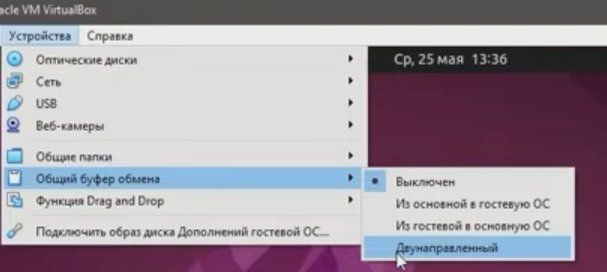 acle VM VirtualBox
Устройства Справка
Оптические диски
Ср, 25 мая 13:36
Сеть
USB
Веб-камеры
Общие папки
Общий буфер обмена
Выключен
Функция Drag and Drop
Из основной в гостевую ОС
Из гостевой в основную ОС
Подключить образ диска Дополнений гостевой ОС...
Двунаправленный